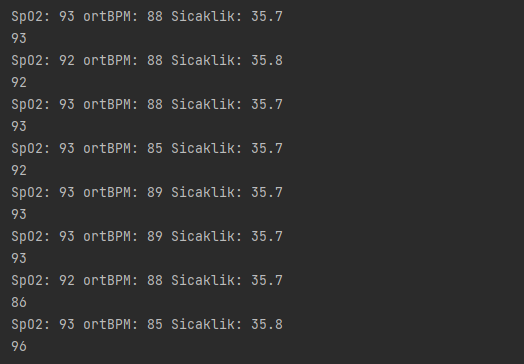 SpO2: 93 ortBPM: 88 Sicaklik: 35.7
93
SpO2: 92 ortBPM: 88 Sicaklik: 35.8
92
SpO2: 93 ortBPM: 88 Sicaklik: 35.7
93
SpO2: 93 ortBPM: 85 Sicaklik: 35.7
92
SpO2: 93 ortBPM: 89 Sicaklik: 35.7
93
SpO2: 93 ortBPM: 89 Sicaklik: 35.7
93
SpO2: 92 ortBPM: 88 Sicaklik: 35.7
86
SpO2: 93 ortBPM: 85 Sicaklik: 35.8
96